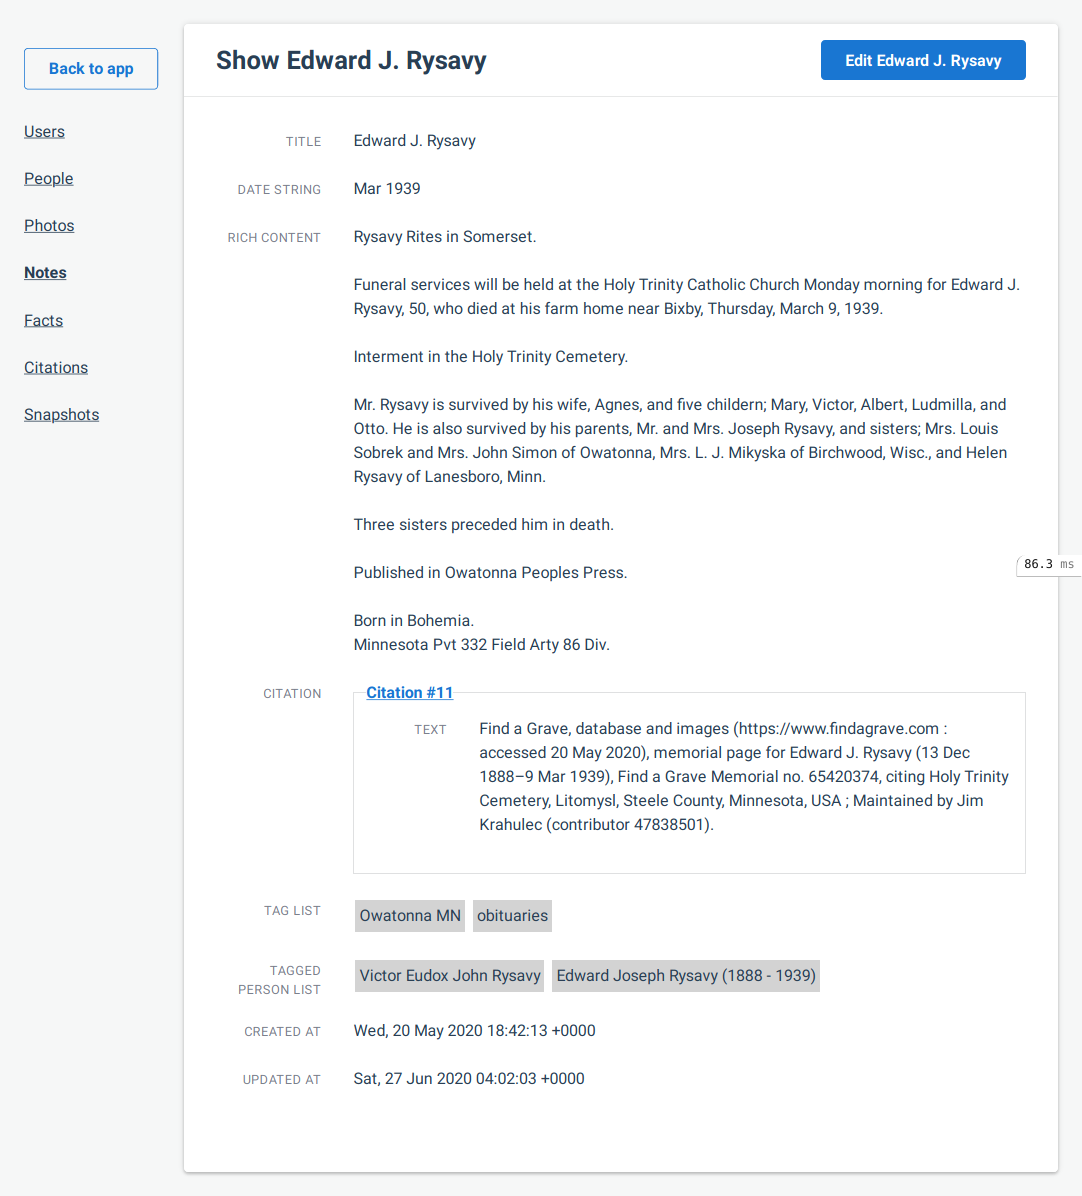 Back to app
Users
People
Photos
Notes
Facts
Citations
Snapshots
Show Edward J. Rysavy
Edit Edward J. Rysavy
TITLE
Edward J. Rysavy
DATE STRING
Mar 1939
RICH CONTENT
Rysavy Rites in Somerset.
Funeral services will be held at the Holy Trinity Catholic Church Monday morning for Edward J.
Rysavy, 50, who died at his farm home near Bixby, Thursday, March 9, 1939.
Interment in the Holy Trinity Cemetery.
Mr. Rysavy is survived by his wife, Agnes, and five childern; Mary, Victor, Albert, Ludmilla, and
Otto. He is also survived by his parents, Mr. and Mrs. Joseph Rysavy, and sisters; Mrs. Louis
Sobrek and Mrs. John Simon of Owatonna, Mrs. L. J. Mikyska of Birchwood, Wisc., and Helen
Rysavy of Lanesboro, Minn.
Three sisters preceded him in death.
Published in Owatonna Peoples Press.
86.3 ms
Born in Bohemia.
Minnesota Pvt 332 Field Arty 86 Div.
CITATION
Citation #11
TEXT
Find a Grave, database and images (https://www.findagrave.com :
accessed 20 May 2020), memorial page for Edward J. Rysavy (13 Dec
1888–9 Mar 1939), Find a Grave Memorial no. 65420374, citing Holy Trinity
Cemetery, Litomysl, Steele County, Minnesota, USA ; Maintained by Jim
Krahulec (contributor 47838501).
TAG LIST
Owatonna MN obituaries
TAGGED
PERSON LIST
Victor Eudox John Rysavy Edward Joseph Rysavy (1888 - 1939)
CREATED AT
Wed, 20 May 2020 18:42:13 +0000
UPDATED AT
Sat, 27 Jun 2020 04:02:03 +0000